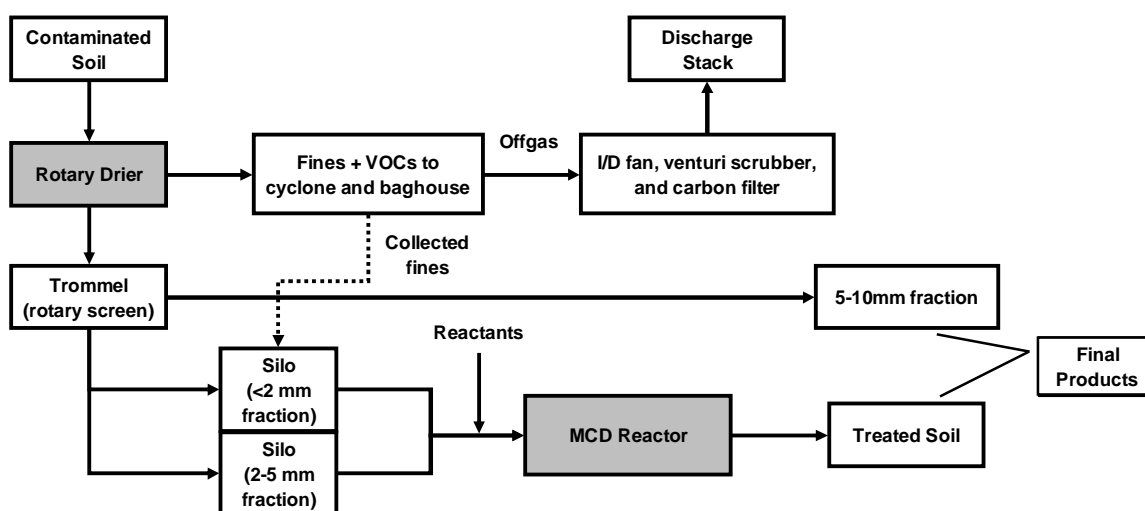 Contaminated
Soil
Discharge
Stack
Rotary Drier
Fines + VOCs to
cyclone and baghouse
Offgas
I/D fan, venturi scrubber,
and carbon filter
Collected
fines
Trommel
(rotary screen)
5-10mm fraction
Reactants
Final
Products
Silo
(<2 mm
fraction)
Silo
(2-5 mm
fraction)
MCD Reactor
Treated Soil